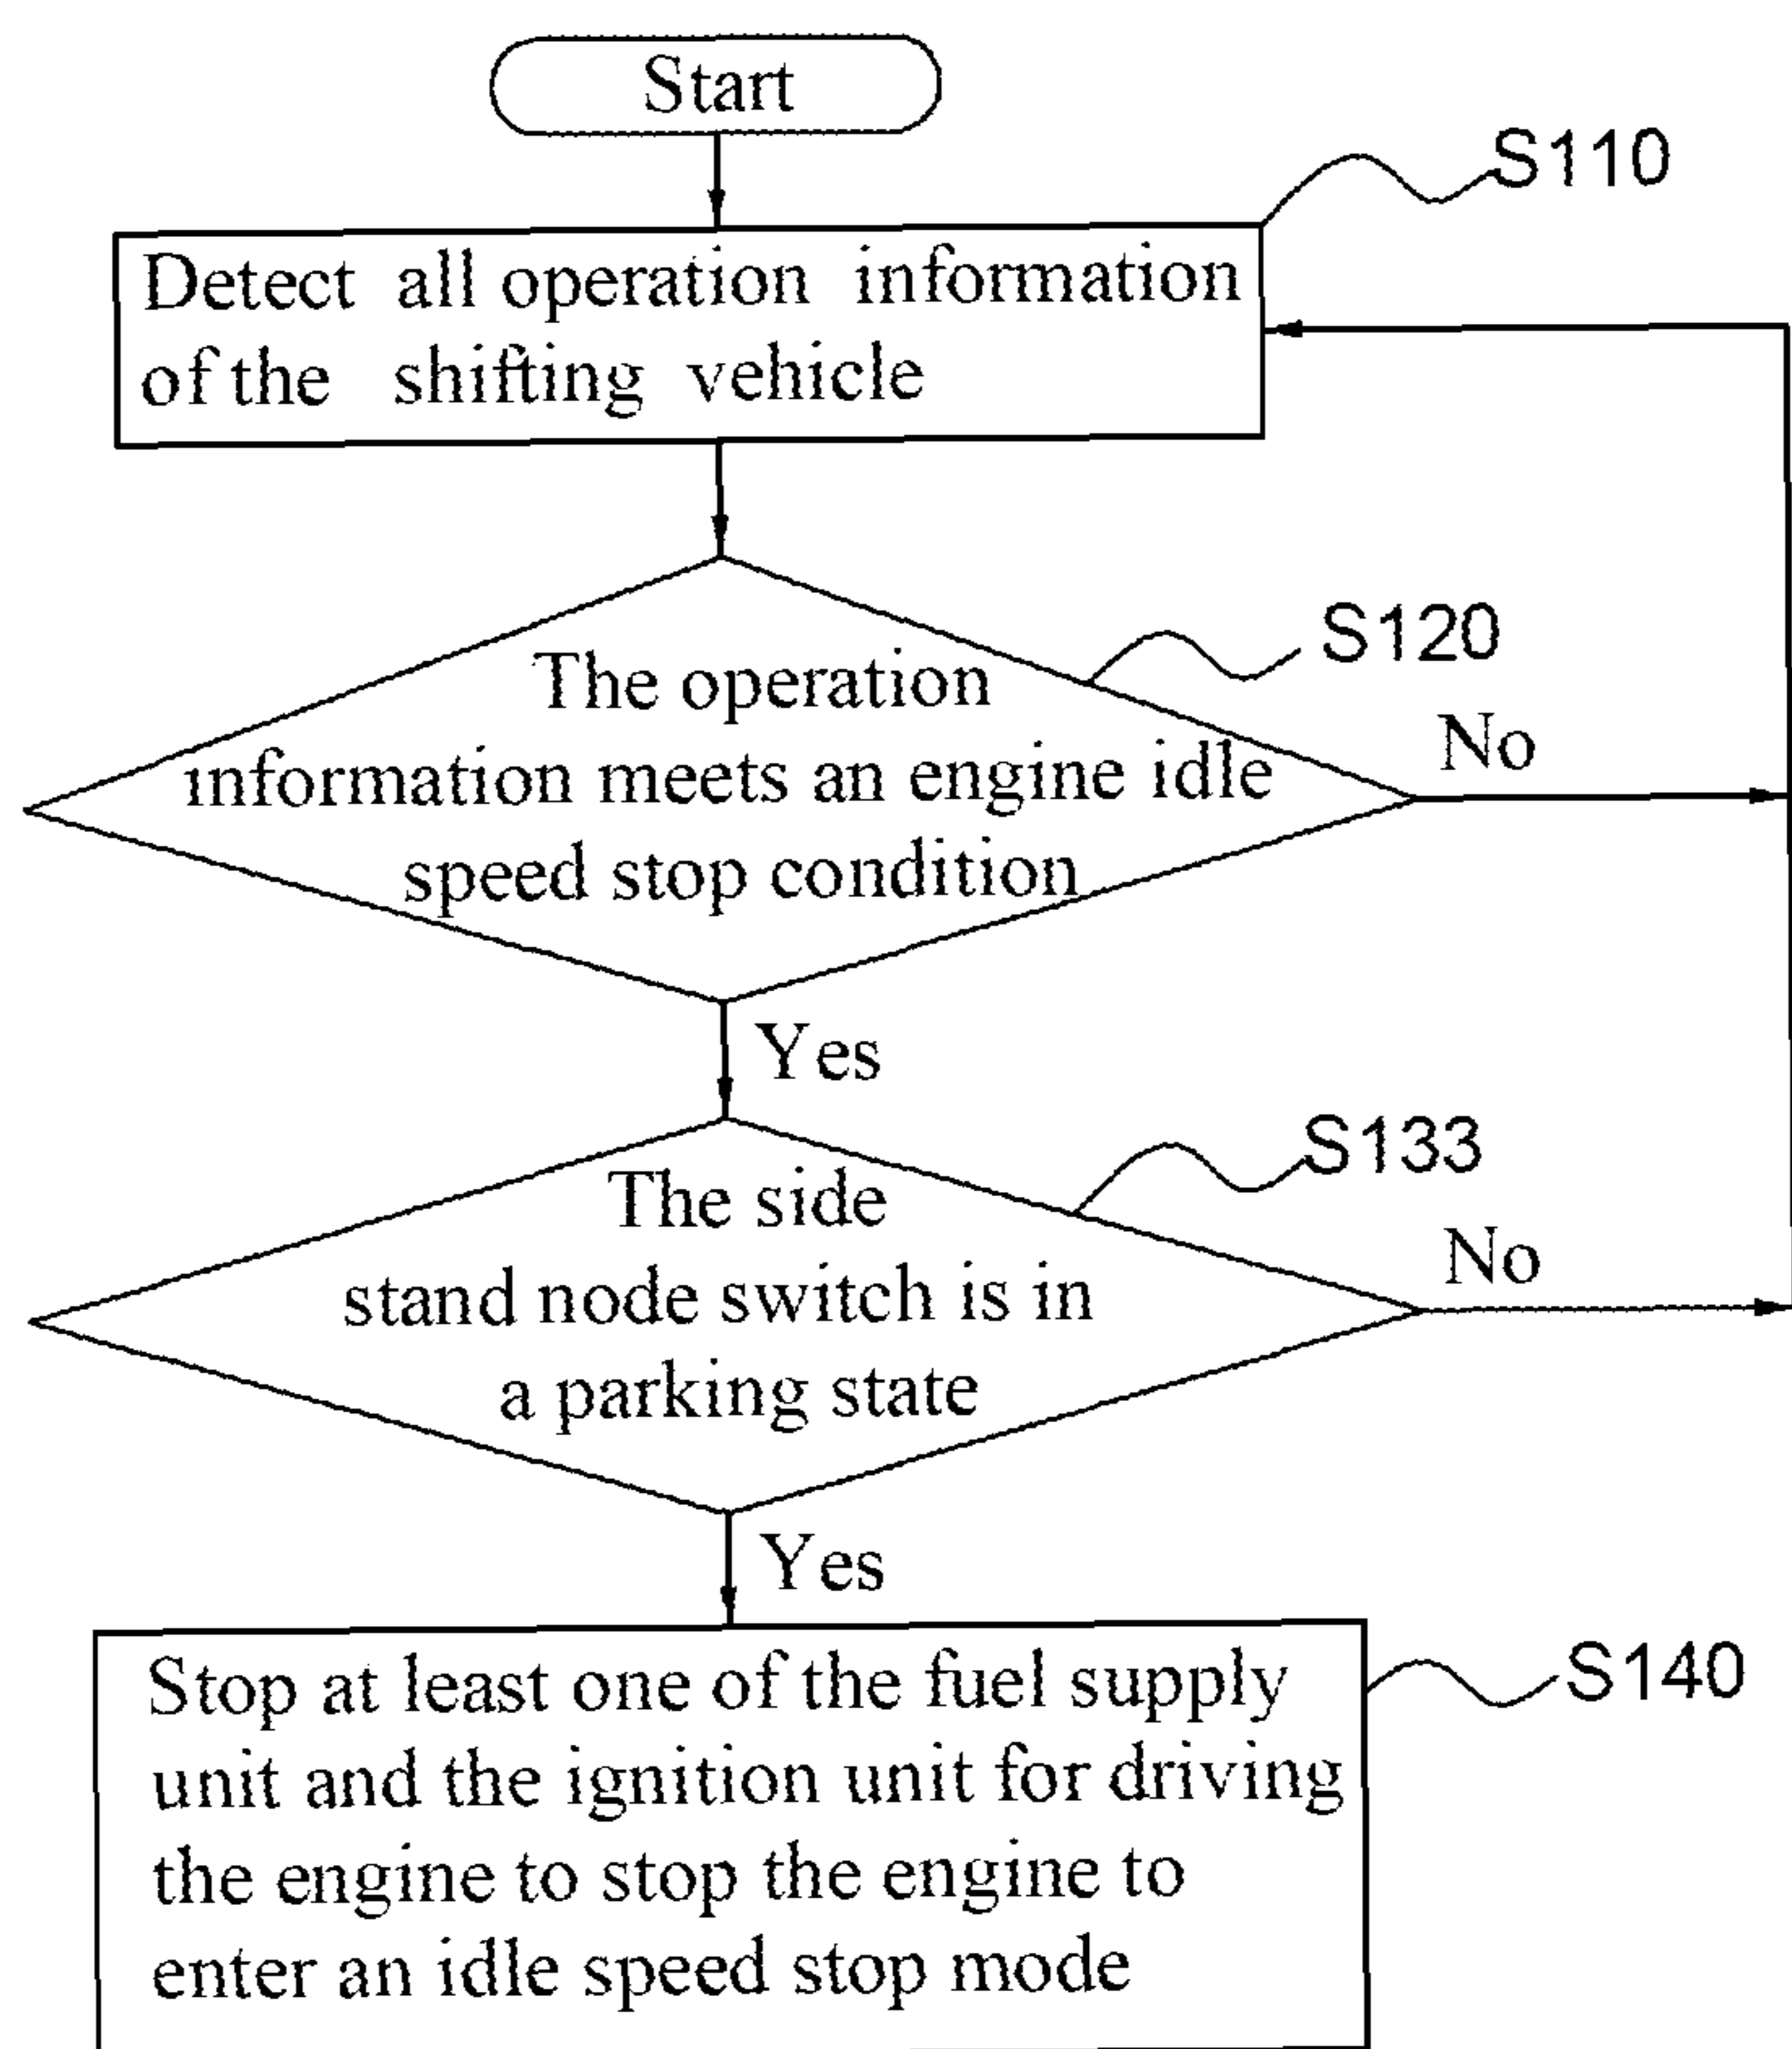 Start
S110
Detect all operation information
of the shifting vehicle
S120
The operation
No
information meets an engine idle
speed stop condition
Yes
S133
The side
No
stand node switch is in
a parking state
Yes
S140
Stop at least one of the fuel supply
unit and the ignition unit for driving
the engine to stop the engine to
enter an idle speed stop mode